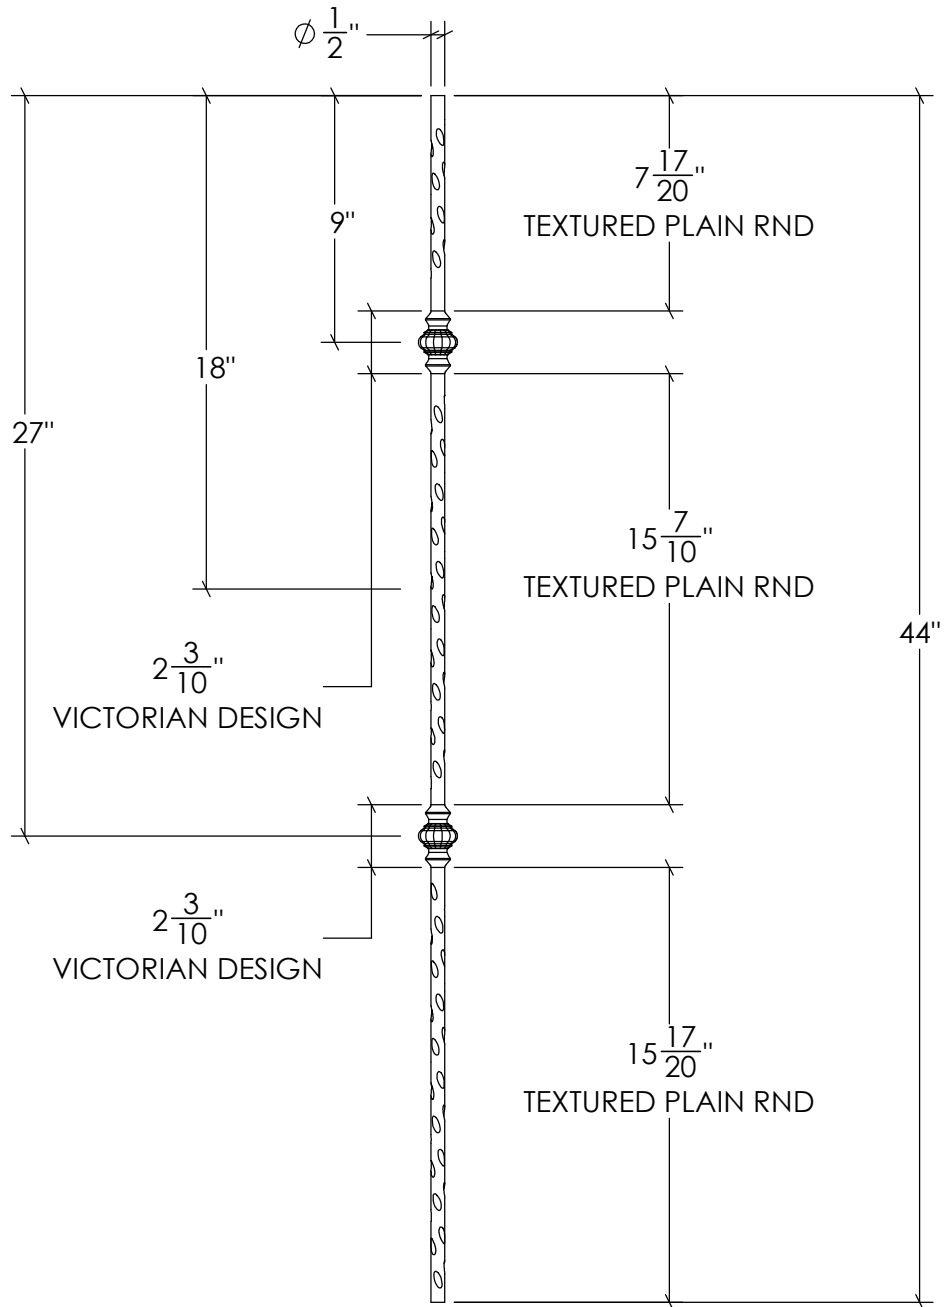 Ø 1/2"
7 17/20"
TEXTURED PLAIN RND
9"
18"
27"
15 7/10"
TEXTURED PLAIN RND
44"
2 3/10"
VICTORIAN DESIGN
2 3/10"
VICTORIAN DESIGN
15 17/20"
TEXTURED PLAIN RND